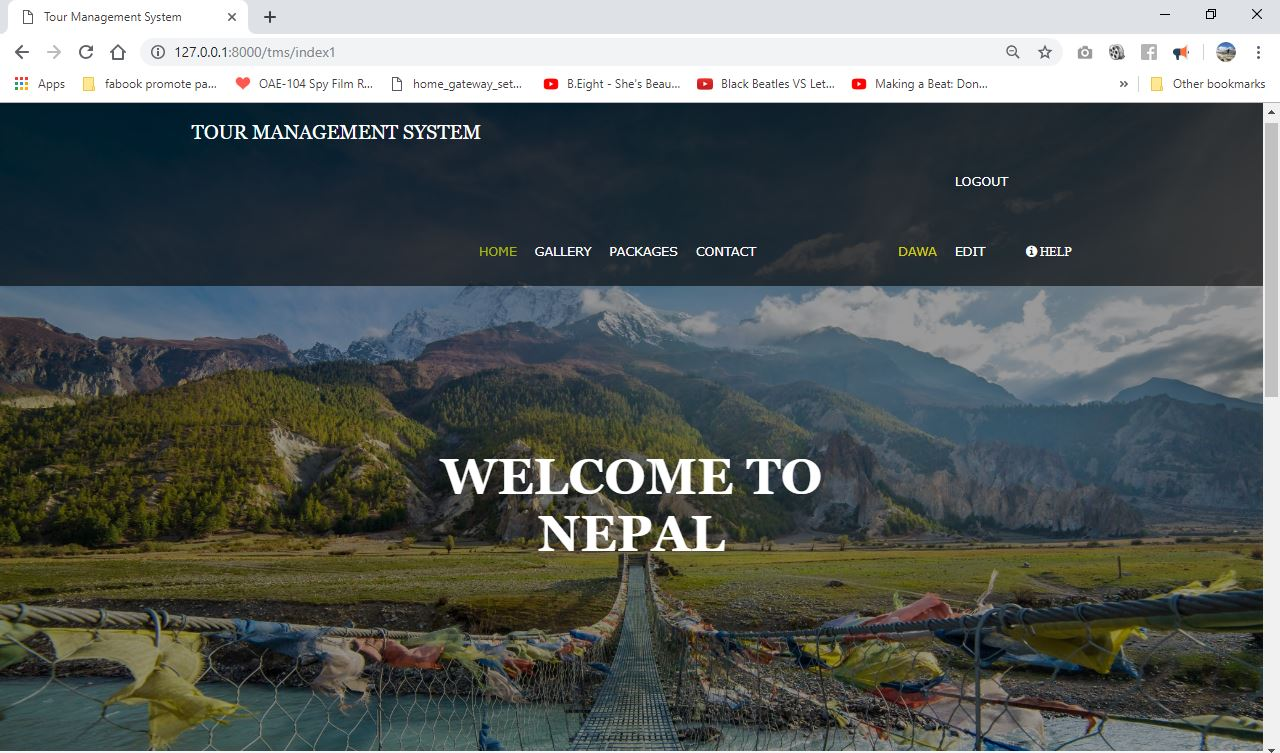 Tour Management System
127.0.0.1:8000/tms/index1
Apps fabook promote pa... OAE-104 Spy Film R... home_gateway_set... B.Eight - She's Beau... Black Beatles VS Let... Making a Beat: Don... » Other bookmarks
TOUR MANAGEMENT SYSTEM
LOGOUT
HOME GALLERY PACKAGES CONTACT DAWA EDIT HELP
WELCOME TO
NEPAL